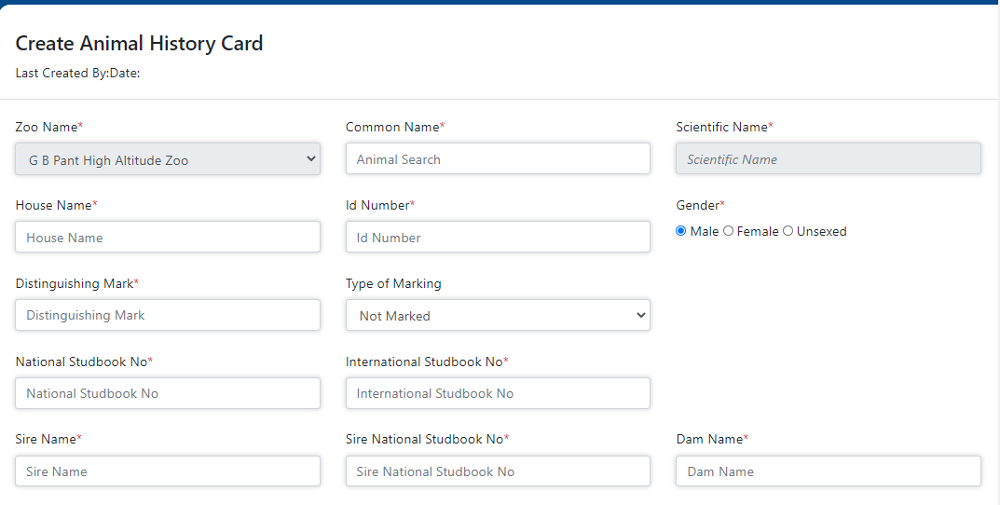 Create Animal History Card
Last Created By:Date:
Zoo Name* Common Name* Scientific Name*
G B Pant High Altitude Zoo Animal Search Scientific Name
House Name* Id Number* Gender*
House Name Id Number Male Female Unsexed
Distinguishing Mark* Type of Marking
Distinguishing Mark Not Marked
National Studbook No* International Studbook No*
National Studbook No International Studbook No
Sire Name* Sire National Studbook No* Dam Name*
Sire Name Sire National Studbook No Dam Name